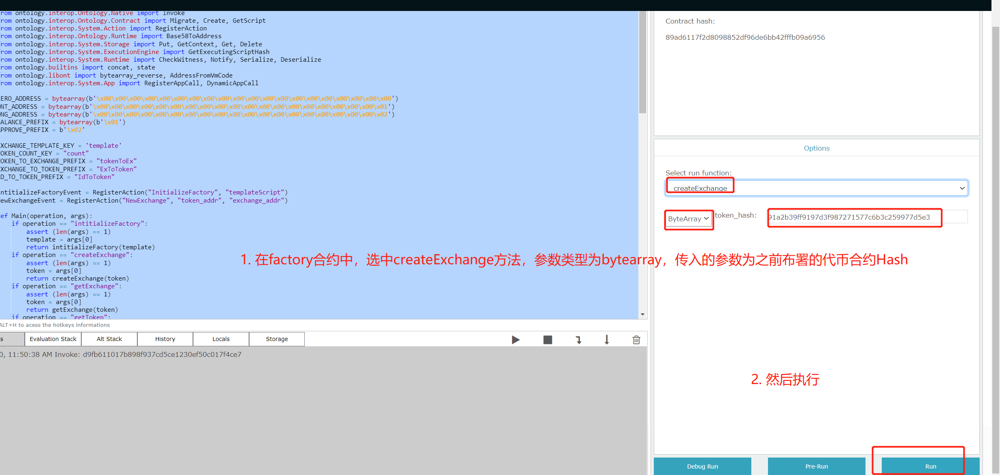 rom ontology.interop.Ontology.Native import Invoke
rom ontology.interop.Ontology.Contract import Migrate, Create, GetScript
rom ontology.interop.System.Action import RegisterAction
rom ontology.interop.Ontology.Runtime import Base58ToAddress
rom ontology.interop.System.Storage import Put, GetContext, Get, Delete
rom ontology.interop.System.ExecutionEngine import GetExecutingScriptHash
rom ontology.interop.System.Runtime import CheckWitness, Notify, Serialize, Deserialize
rom ontology.builtins import concat, state
rom ontology.libont import bytearray_reverse, AddressFromVmCode
rom ontology.interop.System.App import RegisterAppCall, DynamicAppCall
ERO_ADDRESS = bytearray(b'\x00\x00\x00\x00\x00\x00\x00\x00\x00\x00\x00\x00\x00\x00\x00\x00\x00\x00\x00\x00')
NT_ADDRESS = bytearray(b'\x00\x00\x00\x00\x00\x00\x00\x00\x00\x00\x00\x00\x00\x00\x00\x00\x00\x00\x00\x01')
NG_ADDRESS = bytearray(b'\x00\x00\x00\x00\x00\x00\x00\x00\x00\x00\x00\x00\x00\x00\x00\x00\x00\x00\x00\x02')
ALANCE_PREFIX = bytearray(b'\x01')
PPROVE_PREFIX = b'\x02'
XCHANGE_TEMPLATE_KEY = 'template'
OKEN_COUNT_KEY = "count"
OKEN_TO_EXCHANGE_PREFIX = "tokenToEx"
XCHANGE_TO_TOKEN_PREFIX = "ExToToken"
D_TO_TOKEN_PREFIX = "IdToToken"
ntitializeFactoryEvent = RegisterAction("InitializeFactory", "templateScript")
ewExchangeEvent = RegisterAction("NewExchange", "token_addr", "exchange_addr")
ef Main(operation, args):
if operation == "intitializeFactory":
assert (len(args) == 1)
template = args[0]
return intitializeFactory(template)
if operation == "createExchange":
assert (len(args) == 1)
token = args[0]
return createExchange(token)
if operation == "getExchange":
assert (len(args) == 1)
token = args[0]
return getExchange(token)
if operation == "getToken":
ALT+H to acess the hotkeys informations
s Evaluation Stack Alt Stack History Locals Storage
0, 11:50:38 AM Invoke: d9fb611017b898f937cd5ce1230ef50c017f4ce7
Contract hash:
89ad6117f2d8098852df96de6bb42fffb09a6956
Options
Select run function:
createExchange
ByteArray token_hash: 91a2b39ff9197d3f987271577c6b3c259977d5e3
1. 在factory合约中，选中createExchange方法，参数类型为bytearray，传入的参数为之前布署的代币合约Hash
2. 然后执行
Debug Run Pre-Run Run